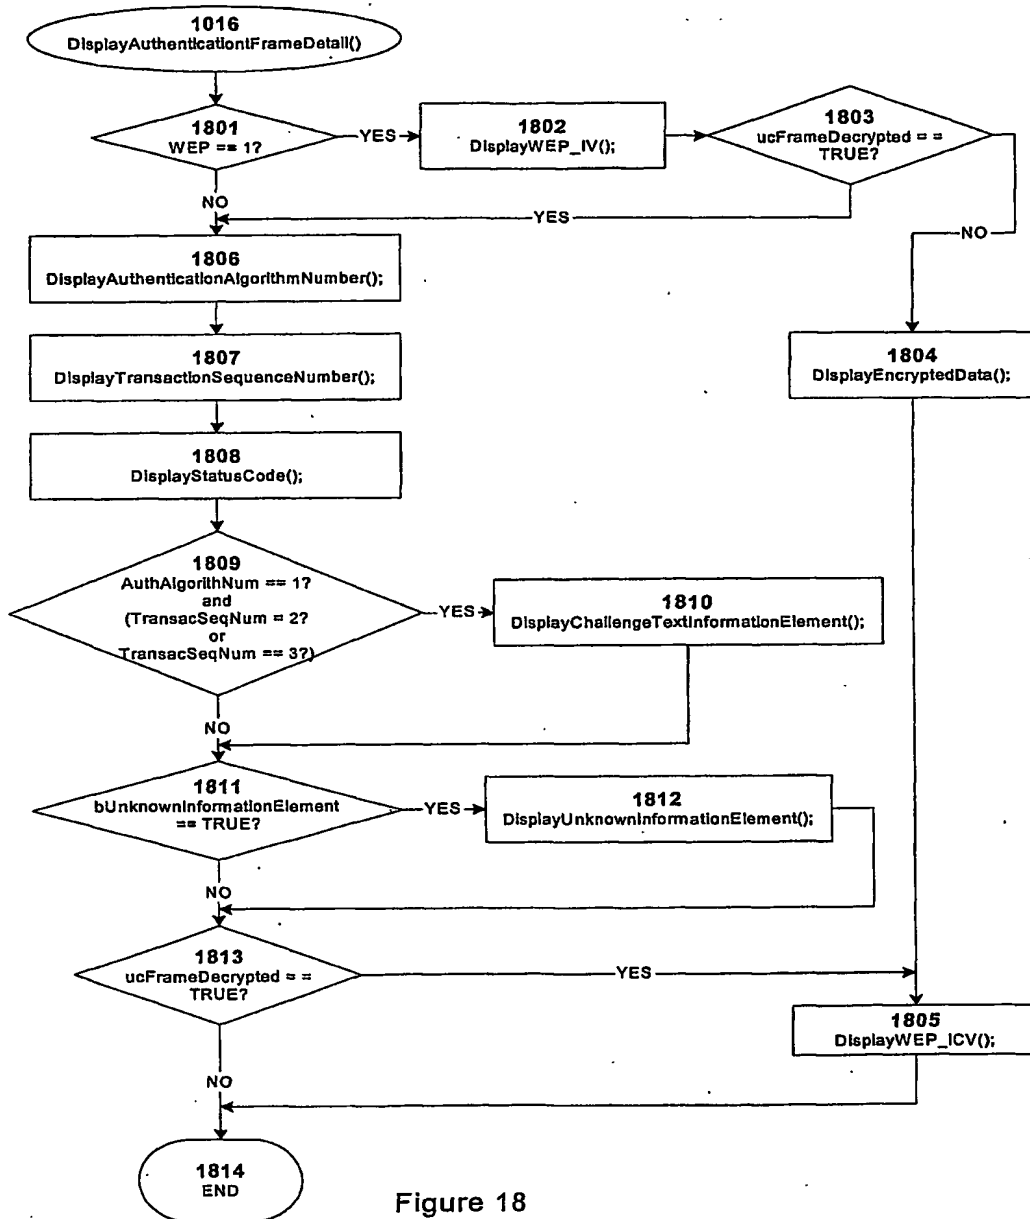 1016
DisplayAuthenticationtFrameDetail()
1801
WEP == 1?
YES
1802
DisplayWEP_IV();
1803
ucFrameDecrypted = =
TRUE?
NO
YES
NO
1806
DisplayAuthenticationAlgorithmNumber();
1807
DisplayTransactionSequenceNumber();
1804
DisplayEncryptedData();
1808
DisplayStatusCode();
1809
AuthAlgorithNum == 1?
and
(TransacSeqNum = 2?
or
TransacSeqNum == 3?)
YES
1810
DisplayChallengeTextInformationElement();
NO
1811
bUnknownInformationElement
== TRUE?
YES
1812
DisplayUnknownInformationElement();
NO
1813
ucFrameDecrypted = =
TRUE?
YES
1805
DisplayWEP_ICV();
NO
1814
END
Figure 18